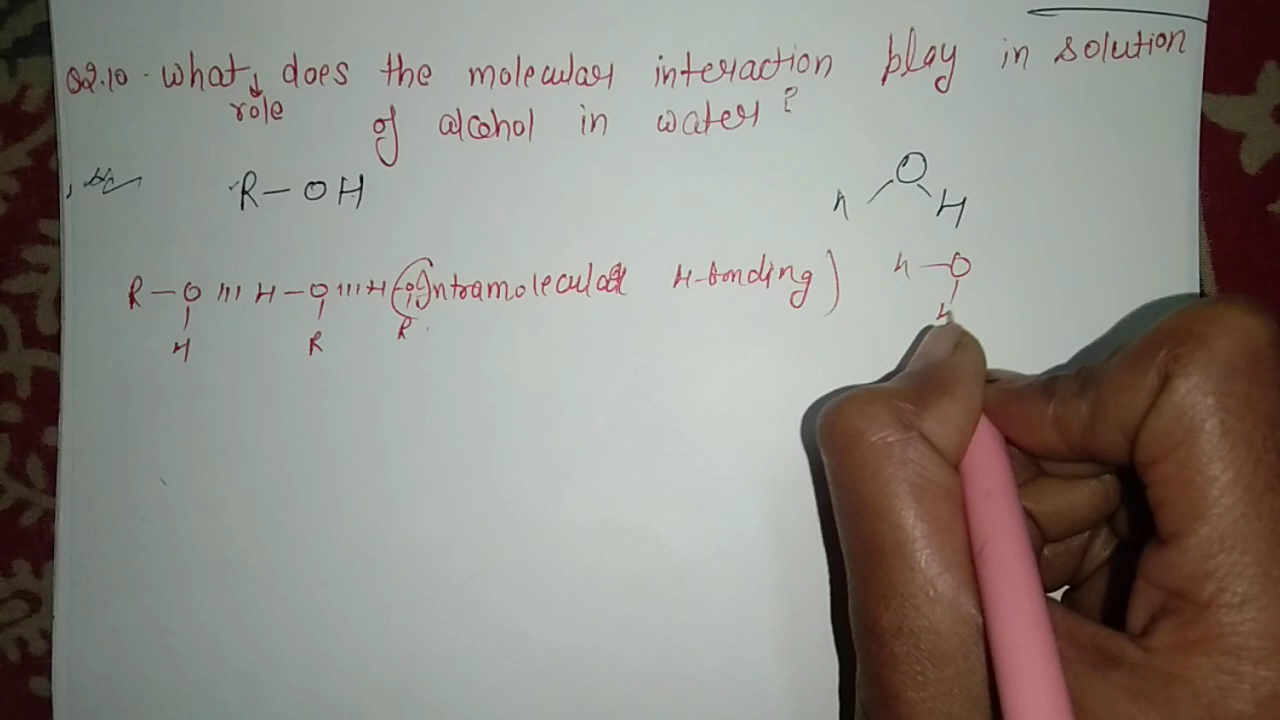 Q2.10. what does the molecular interaction play in solution
role
of alcohol in water?
R-OH
O
H H
R-O ||| H-O ||| H-O (Intramolecular H-bonding) H-O
H R R H